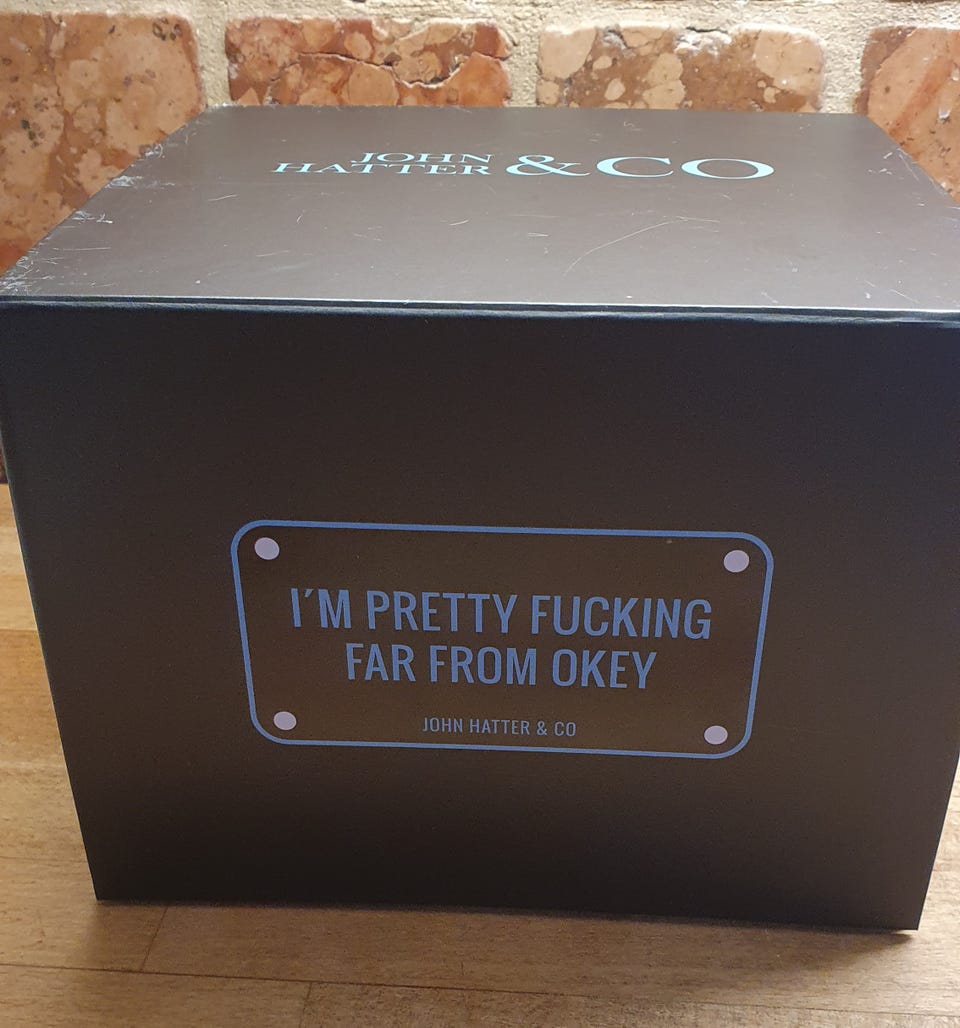 JOHN
HATTER & CO
I´M PRETTY FUCKING
FAR FROM OKEY
JOHN HATTER & CO